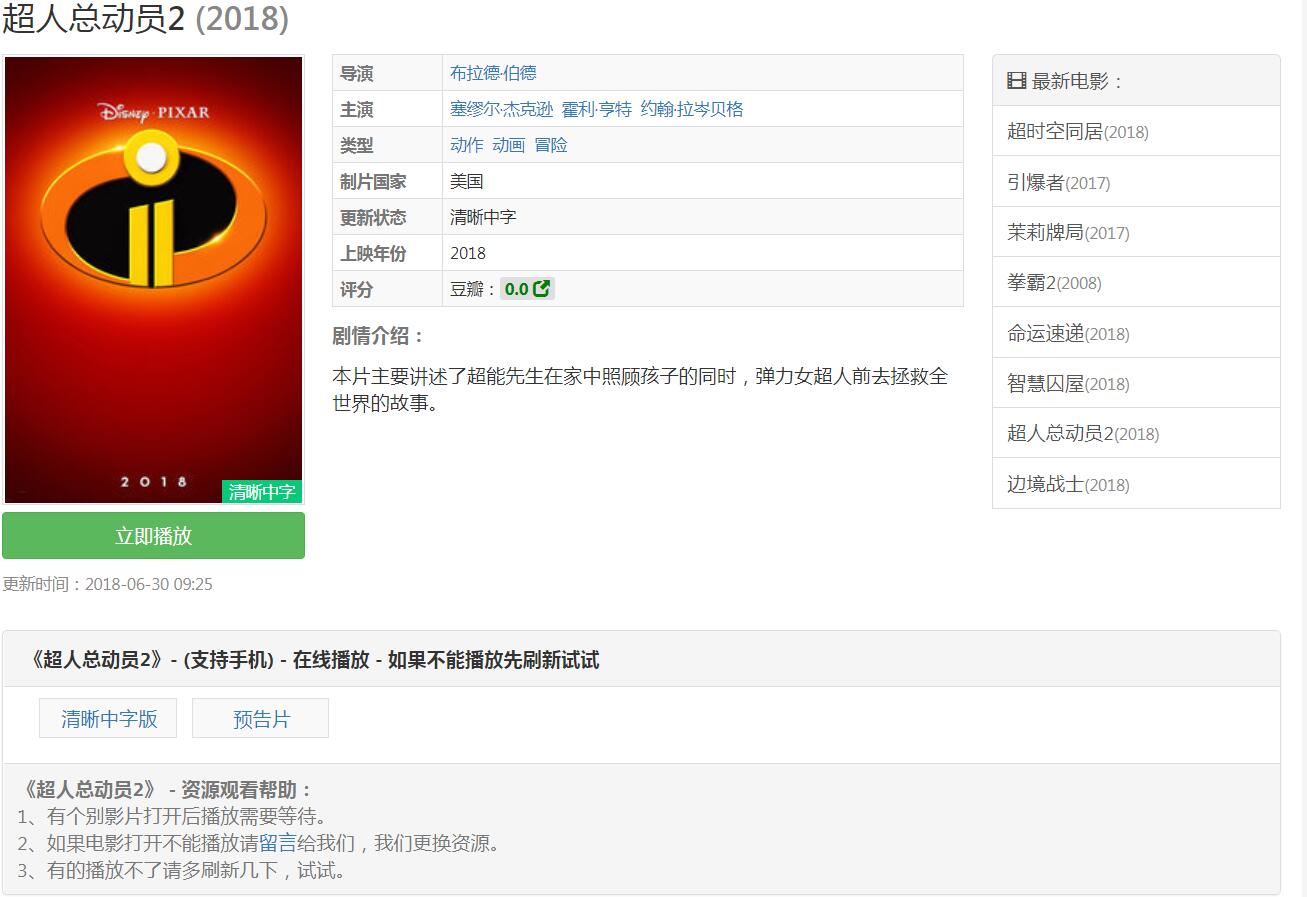 超人总动员2 (2018)
DISNEY·PIXAR
2018
清晰中字
立即播放
更新时间：2018-06-30 09:25
导演 布拉德·伯德
主演 塞缪尔·杰克逊 霍利·亨特 约翰·拉岑贝格
类型 动作 动画 冒险
制片国家 美国
更新状态 清晰中字
上映年份 2018
评分 豆瓣：0.0
剧情介绍：
本片主要讲述了超能先生在家中照顾孩子的同时，弹力女超人前去拯救全
世界的故事。
最新电影：
超时空同居(2018)
引爆者(2017)
茉莉牌局(2017)
拳霸2(2008)
命运速递(2018)
智慧囚屋(2018)
超人总动员2(2018)
边境战士(2018)
《超人总动员2》- (支持手机) - 在线播放 - 如果不能播放先刷新试试
清晰中字版 预告片
《超人总动员2》 - 资源观看帮助：
1、有个别影片打开后播放需要等待。
2、如果电影打开不能播放请留言给我们，我们更换资源。
3、有的播放不了请多刷新几下，试试。